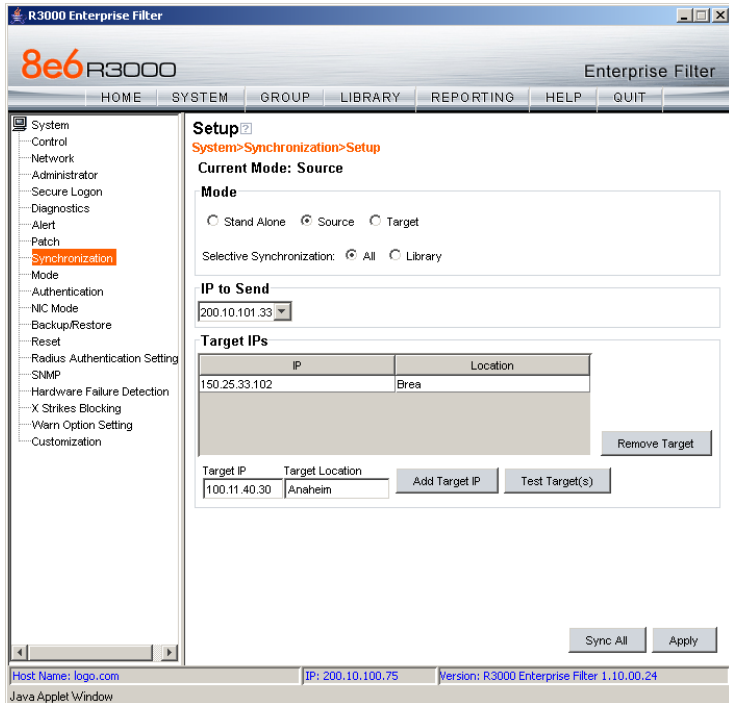 R3000 Enterprise Filter
8e6 R3000
Enterprise Filter
HOME SYSTEM GROUP LIBRARY REPORTING HELP QUIT
System
Control
Network
Administrator
Secure Logon
Diagnostics
Alert
Patch
Synchronization
Mode
Authentication
NIC Mode
Backup/Restore
Reset
Radius Authentication Setting
SNMP
Hardware Failure Detection
X Strikes Blocking
Warn Option Setting
Customization
Setup ?
System>Synchronization>Setup
Current Mode: Source
Mode
Stand Alone Source Target
Selective Synchronization: All Library
IP to Send
200.10.101.33
Target IPs
IP Location
150.25.33.102 Brea
Remove Target
Target IP Target Location
100.11.40.30 Anaheim Add Target IP Test Target(s)
Sync All Apply
Host Name: logo.com IP: 200.10.100.75 Version: R3000 Enterprise Filter 1.10.00.24
Java Applet Window